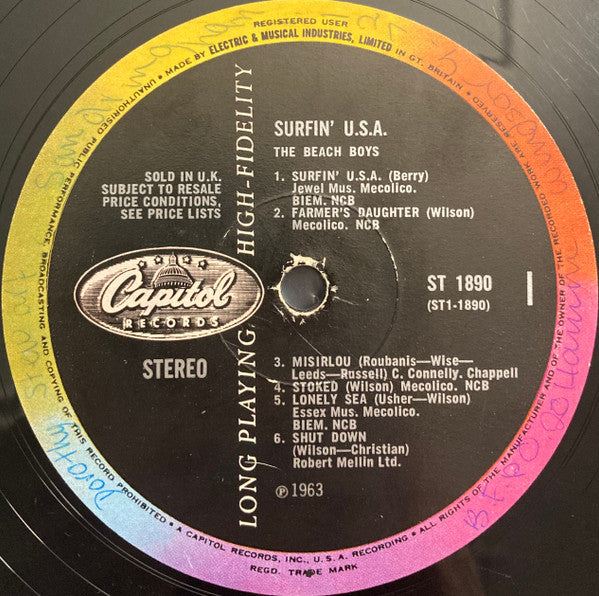 REGISTERED USER
• MADE BY ELECTRIC & MUSICAL INDUSTRIES, LIMITED IN GT. BRITAIN •
ALL RIGHTS OF THE MANUFACTURER AND OF THE OWNER OF THE RECORDED WORK ARE RESERVED
UNAUTHORISED PUBLIC PERFORMANCE, BROADCASTING AND COPYING OF THIS RECORD PROHIBITED •
• A CAPITOL RECORDS, INC., U.S.A. RECORDING •
REGD. TRADE MARK
LONG PLAYING HIGH-FIDELITY
SURFIN' U.S.A.
THE BEACH BOYS
SOLD IN U.K.
SUBJECT TO RESALE
PRICE CONDITIONS,
SEE PRICE LISTS
1. SURFIN' U.S.A. (Berry)
Jewel Mus. Mecolico.
BIEM. NCB
2. FARMER'S DAUGHTER (Wilson)
Mecolico. NCB
Capitol
RECORDS
STEREO
ST 1890
(ST1-1890)
1
3. MISIRLOU (Roubanis—Wise—
Leeds—Russell) C. Connelly. Chappell
4. STOKED (Wilson) Mecolico. NCB
5. LONELY SEA (Usher—Wilson)
Essex Mus. Mecolico.
BIEM. NCB
6. SHUT DOWN
(Wilson—Christian)
Robert Mellin Ltd.
℗ 1963
Dorothy